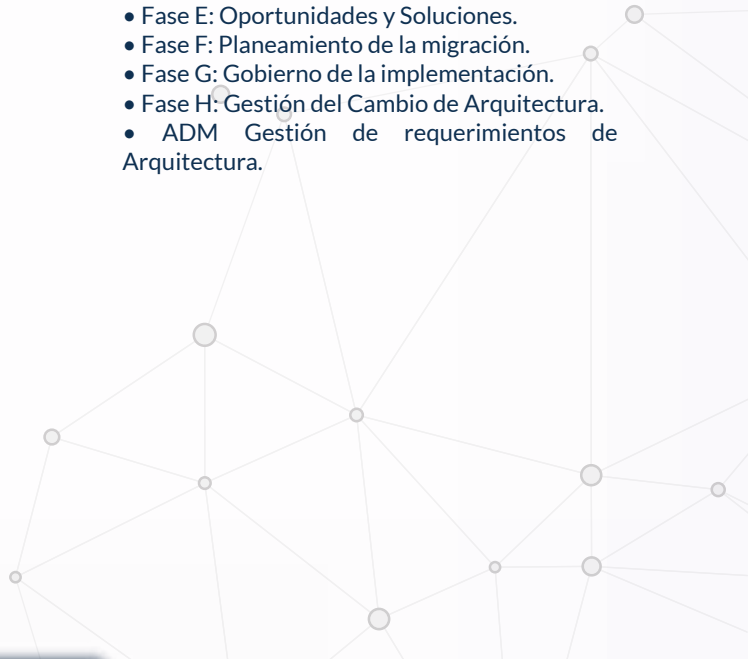 • Fase E: Oportunidades y Soluciones.
• Fase F: Planeamiento de la migración.
• Fase G: Gobierno de la implementación.
• Fase H: Gestión del Cambio de Arquitectura.
• ADM Gestión de requerimientos de
Arquitectura.